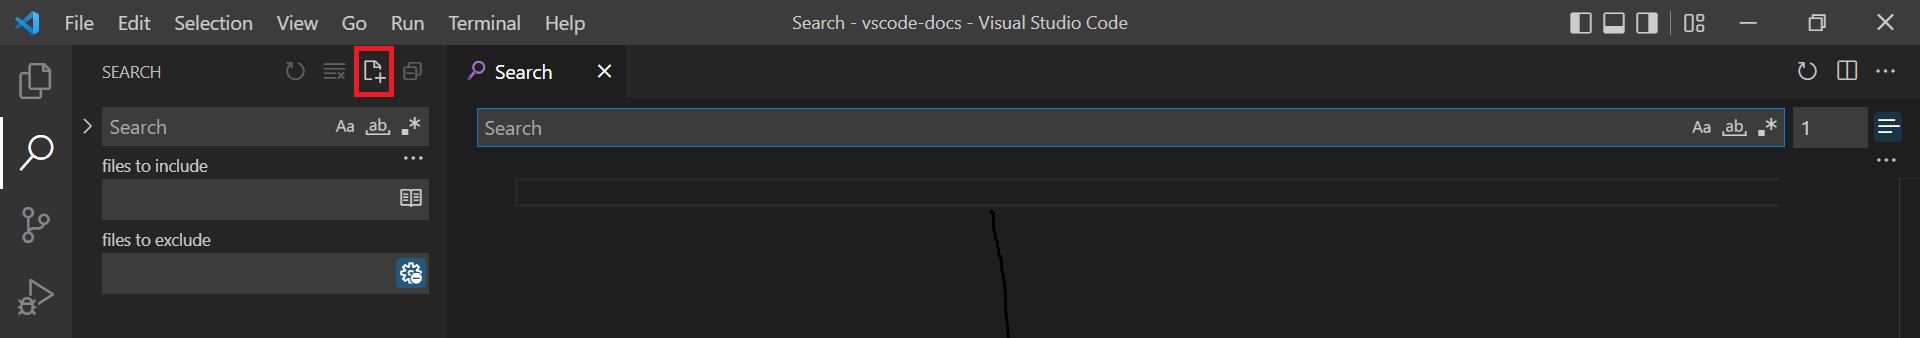 File Edit Selection View Go Run Terminal Help Search - vscode-docs - Visual Studio Code
SEARCH
Search
Search Aa ab .*
files to include
files to exclude
Search Aa ab .* 1